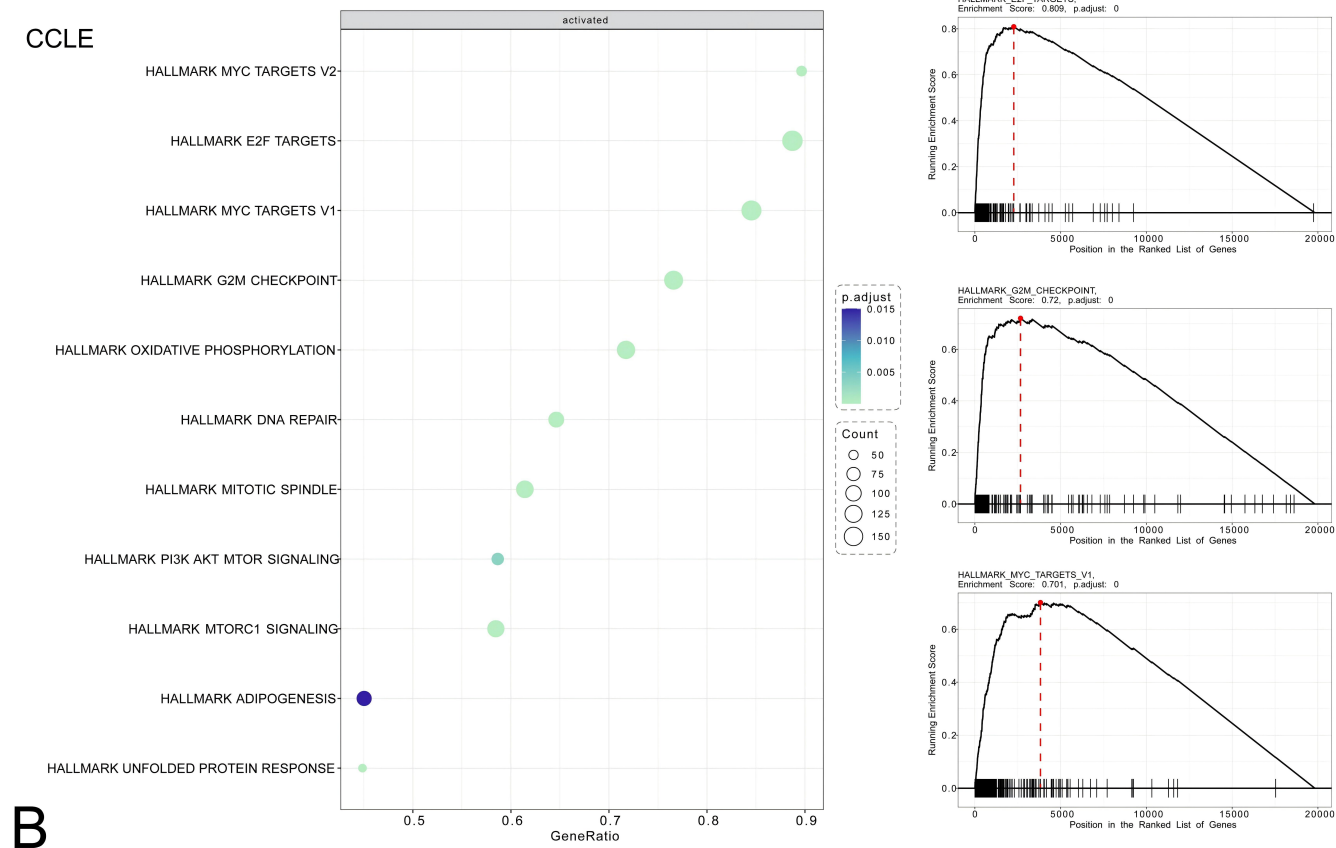 CCLE
activated
HALLMARK MYC TARGETS V2
HALLMARK E2F TARGETS
HALLMARK MYC TARGETS V1
HALLMARK G2M CHECKPOINT
HALLMARK OXIDATIVE PHOSPHORYLATION
HALLMARK DNA REPAIR
HALLMARK MITOTIC SPINDLE
HALLMARK PI3K AKT MTOR SIGNALING
HALLMARK MTORC1 SIGNALING
HALLMARK ADIPOGENESIS
HALLMARK UNFOLDED PROTEIN RESPONSE
0.5 0.6 0.7 0.8 0.9
GeneRatio
B
p.adjust
0.015
0.010
0.005
Count
50
75
100
125
150
HALLMARK_E2F_TARGETS,
Enrichment Score: 0.809, p.adjust: 0
Running Enrichment Score
0.8
0.6
0.4
0.2
0.0
0 5000 10000 15000 20000
Position in the Ranked List of Genes
HALLMARK_G2M_CHECKPOINT,
Enrichment Score: 0.72, p.adjust: 0
Running Enrichment Score
0.6
0.4
0.2
0.0
0 5000 10000 15000 20000
Position in the Ranked List of Genes
HALLMARK_MYC_TARGETS_V1,
Enrichment Score: 0.701, p.adjust: 0
Running Enrichment Score
0.6
0.4
0.2
0.0
0 5000 10000 15000 20000
Position in the Ranked List of Genes